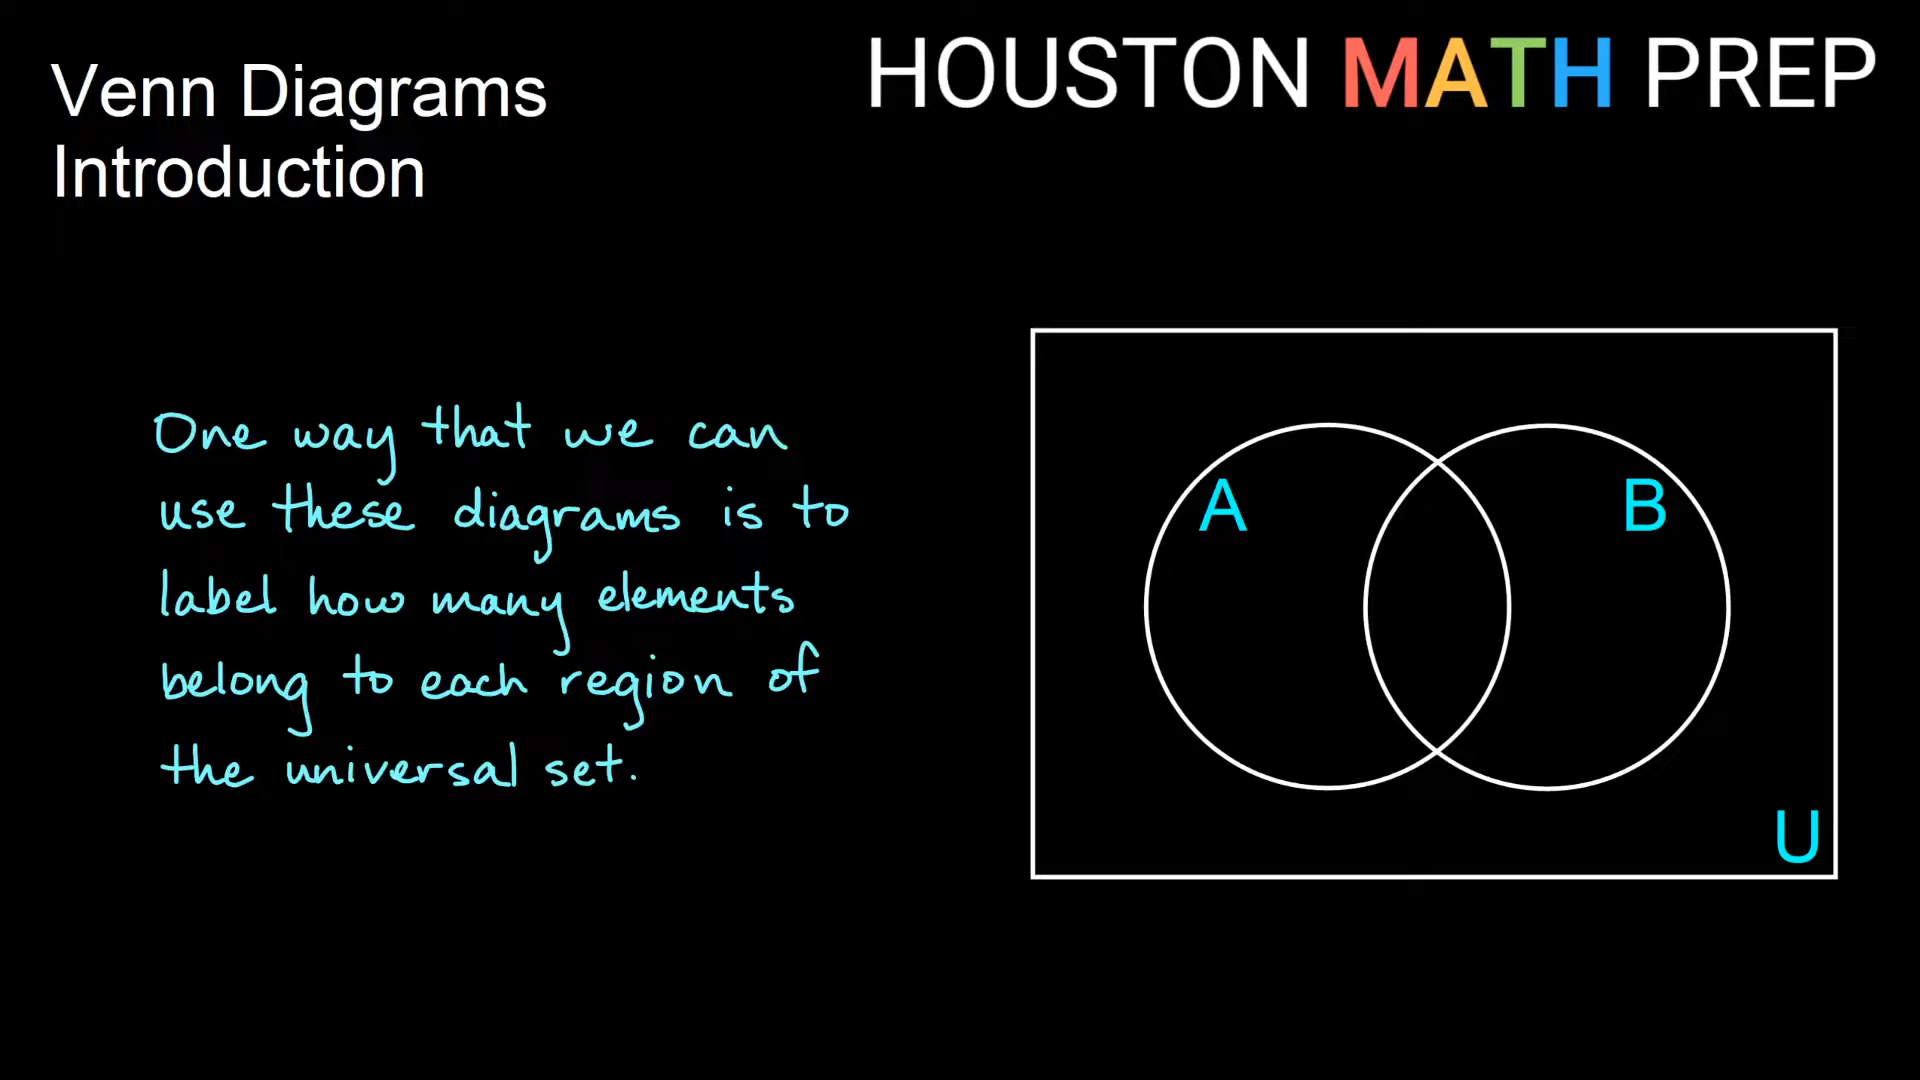 Venn Diagrams
Introduction
HOUSTON MATH PREP
One way that we can
use these diagrams is to
label how many elements
belong to each region of
the universal set.
A
B
U